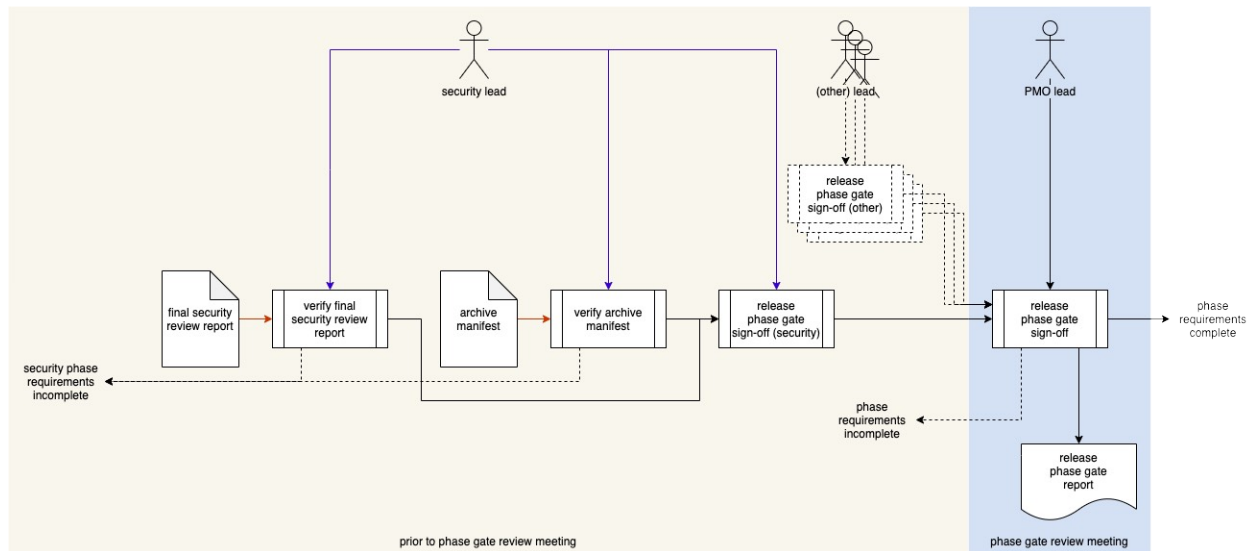 security lead
(other) lead
PMO lead
release
phase gate
sign-off (other)
final security
review report
verify final
security review
report
archive
manifest
verify archive
manifest
release
phase gate
sign-off (security)
release
phase gate
sign-off
phase
requirements
complete
security phase
requirements
incomplete
phase
requirements
incomplete
release
phase gate
report
prior to phase gate review meeting
phase gate review meeting